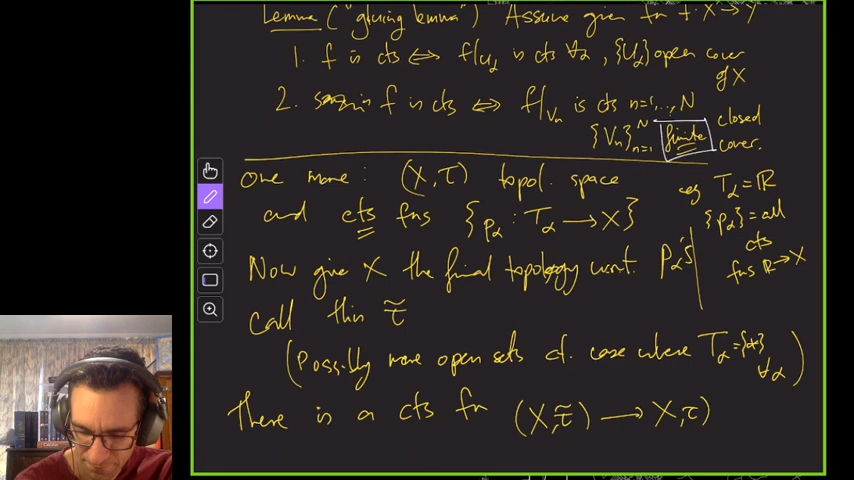 Lemma ("gluing lemma") Assume given fn f: X → Y
1. f is cts ⟺ f|Uα is cts ∀α, {Uα} open cover
of X
2. f is cts ⟺ f|Vn is cts n=1,...,N
{Vn}ᴺn=1 finite closed
cover.
One more: (X,τ) topol. space
and cts fns {pα : Tα → X}
eg Tα = ℝ
{pα} = all
cts
fns ℝ → X
Now give X the final topology w.r.t. pα's
call this τ̃
(Possibly more open sets cf. case where Tα = {*}
∀α)
There is a cts fn (X,τ̃) → X,τ)